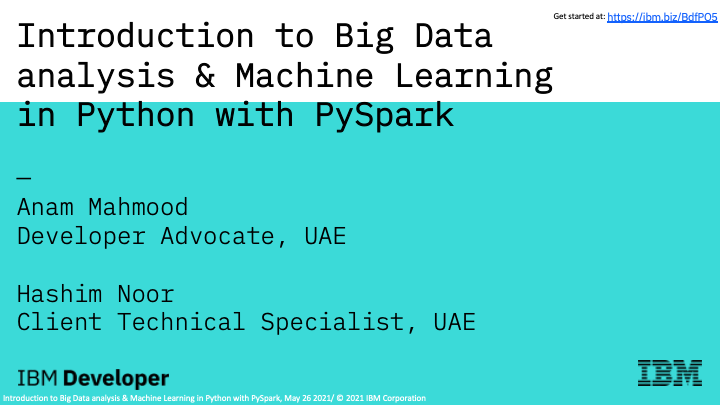 Get started at: https://ibm.biz/BdfPO5
Introduction to Big Data
analysis & Machine Learning
in Python with PySpark
—
Anam Mahmood
Developer Advocate, UAE
Hashim Noor
Client Technical Specialist, UAE
IBM Developer
IBM
Introduction to Big Data analysis & Machine Learning in Python with PySpark, May 26 2021/ © 2021 IBM Corporation